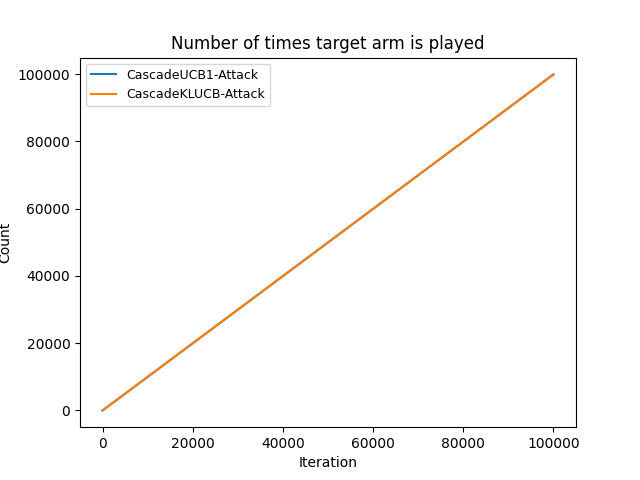 Number of times target arm is played
CascadeUCB1-Attack
CascadeKLUCB-Attack
100000
80000
60000
40000
20000
0
Count
0 20000 40000 60000 80000 100000
Iteration